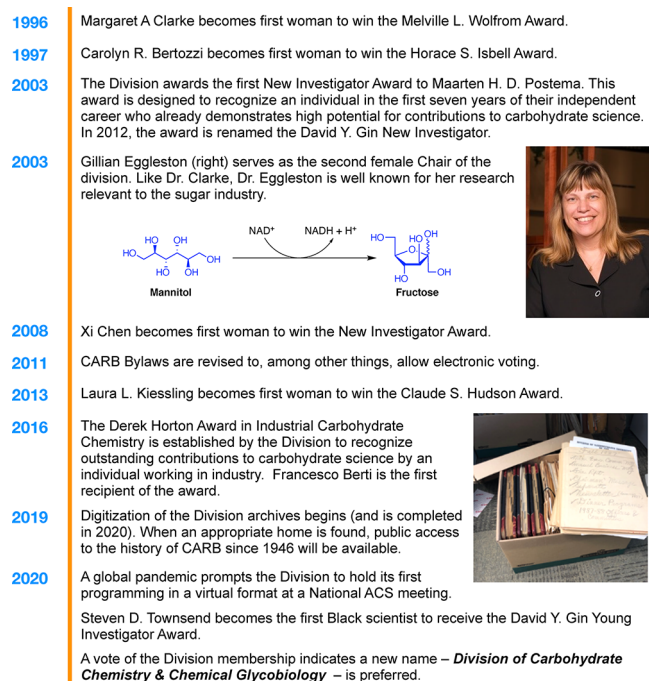 1996 Margaret A Clarke becomes first woman to win the Melville L. Wolfrom Award.
1997 Carolyn R. Bertozzi becomes first woman to win the Horace S. Isbell Award.
2003 The Division awards the first New Investigator Award to Maarten H. D. Postema. This
award is designed to recognize an individual in the first seven years of their independent
career who already demonstrates high potential for contributions to carbohydrate science.
In 2012, the award is renamed the David Y. Gin New Investigator.
2003 Gillian Eggleston (right) serves as the second female Chair of the
division. Like Dr. Clarke, Dr. Eggleston is well known for her research
relevant to the sugar industry.
NAD⁺ NADH + H⁺
HO OH
HO OH
HO OH
Mannitol
HO HO OH
O
OH
HO
Fructose
2008 Xi Chen becomes first woman to win the New Investigator Award.
2011 CARB Bylaws are revised to, among other things, allow electronic voting.
2013 Laura L. Kiessling becomes first woman to win the Claude S. Hudson Award.
2016 The Derek Horton Award in Industrial Carbohydrate
Chemistry is established by the Division to recognize
outstanding contributions to carbohydrate science by an
individual working in industry.  Francesco Berti is the first
recipient of the award.
2019 Digitization of the Division archives begins (and is completed
in 2020). When an appropriate home is found, public access
to the history of CARB since 1946 will be available.
2020 A global pandemic prompts the Division to hold its first
programming in a virtual format at a National ACS meeting.
Steven D. Townsend becomes the first Black scientist to receive the David Y. Gin Young
Investigator Award.
A vote of the Division membership indicates a new name – Division of Carbohydrate
Chemistry & Chemical Glycobiology – is preferred.